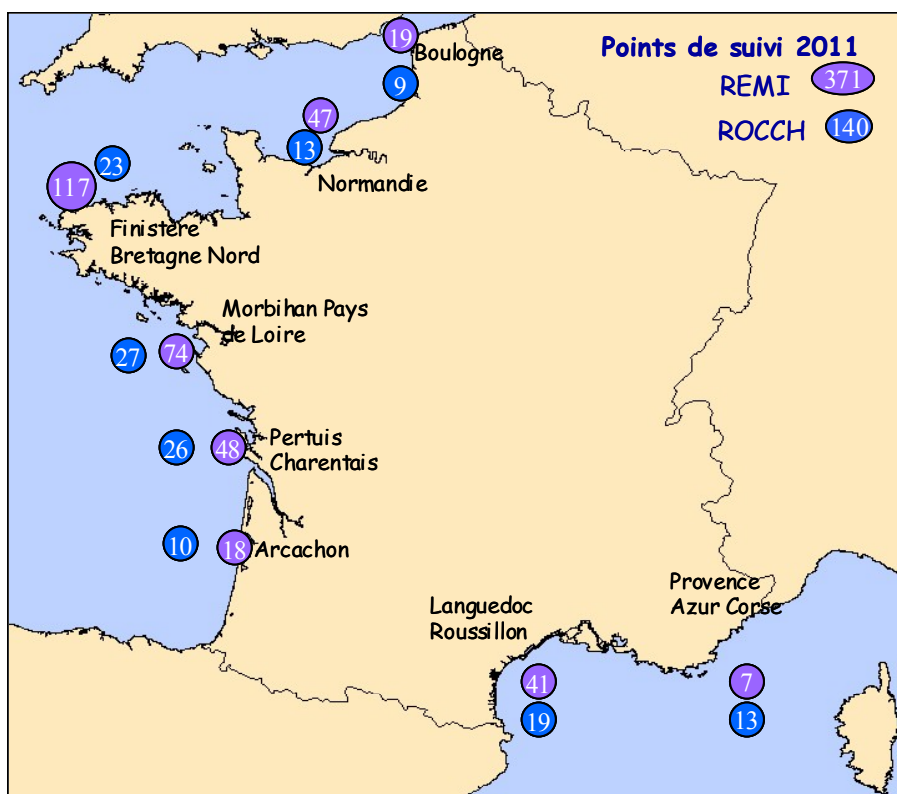 19
Boulogne
Points de suivi 2011
REMI 371
9
ROCCH 140
47
13
Normandie
23
117
Finistère
Bretagne Nord
Morbihan Pays
de Loire
27 74
26 48
Pertuis
Charentais
10 18 Arcachon
Provence
Azur Corse
Languedoc
Roussillon
41 7
19 13